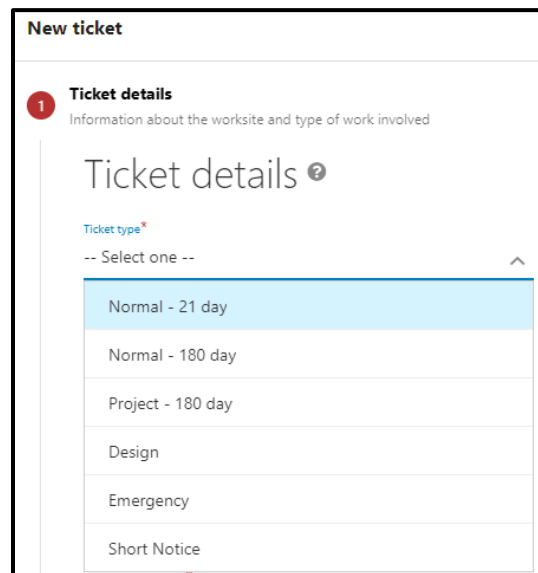 New ticket
1
Ticket details
Information about the worksite and type of work involved
Ticket details ?
Ticket type*
-- Select one --
Normal - 21 day
Normal - 180 day
Project - 180 day
Design
Emergency
Short Notice